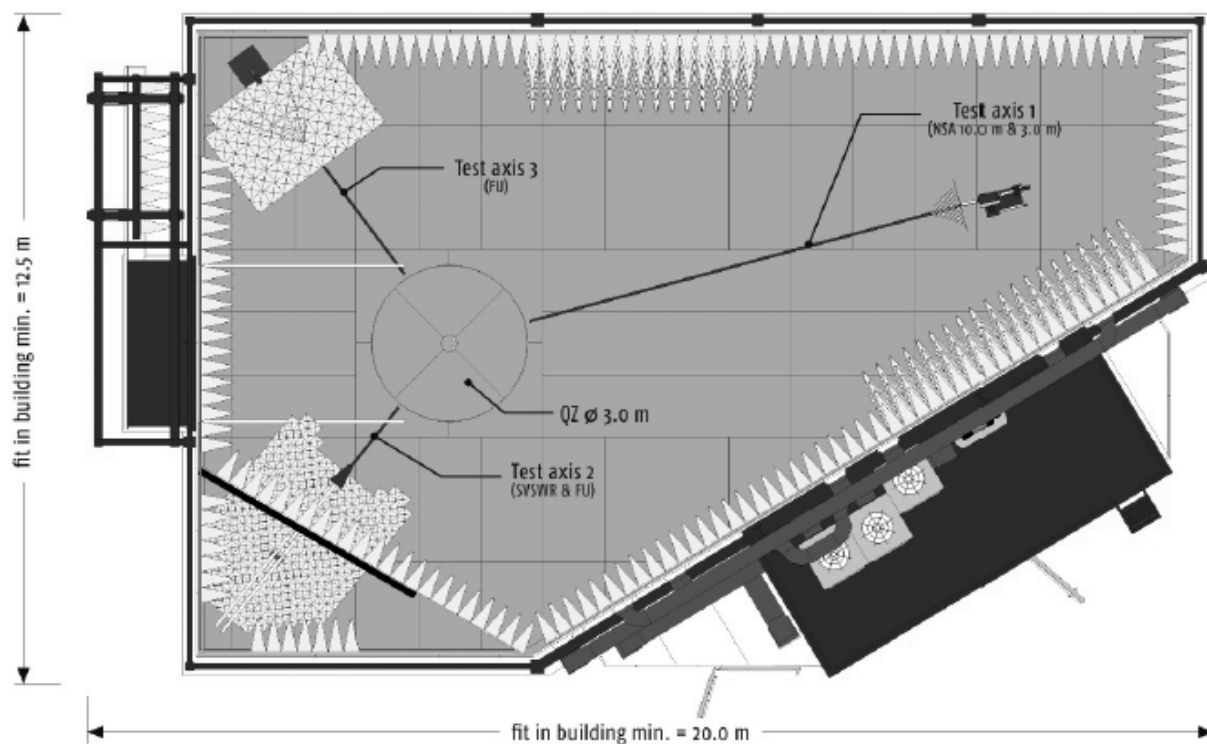 Test axis 1
(NSA 10.0 m & 3.0 m)
Test axis 3
(FU)
fit in building min. = 12.5 m
QZ ø 3.0 m
Test axis 2
(SVSWR & FU)
fit in building min. = 20.0 m